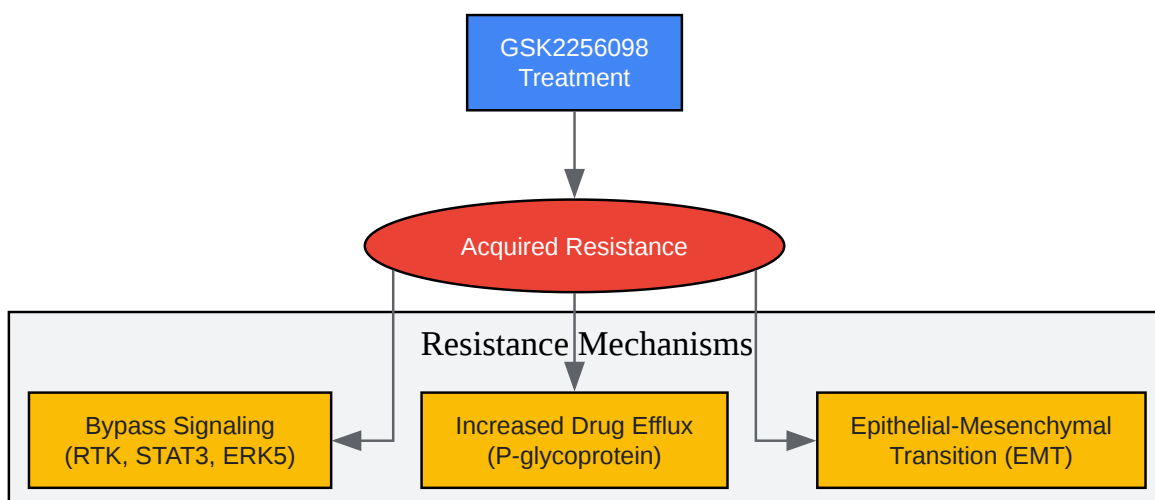 GSK2256098
Treatment
Acquired Resistance
Resistance Mechanisms
Bypass Signaling
(RTK, STAT3, ERK5)
Increased Drug Efflux
(P-glycoprotein)
Epithelial-Mesenchymal
Transition (EMT)